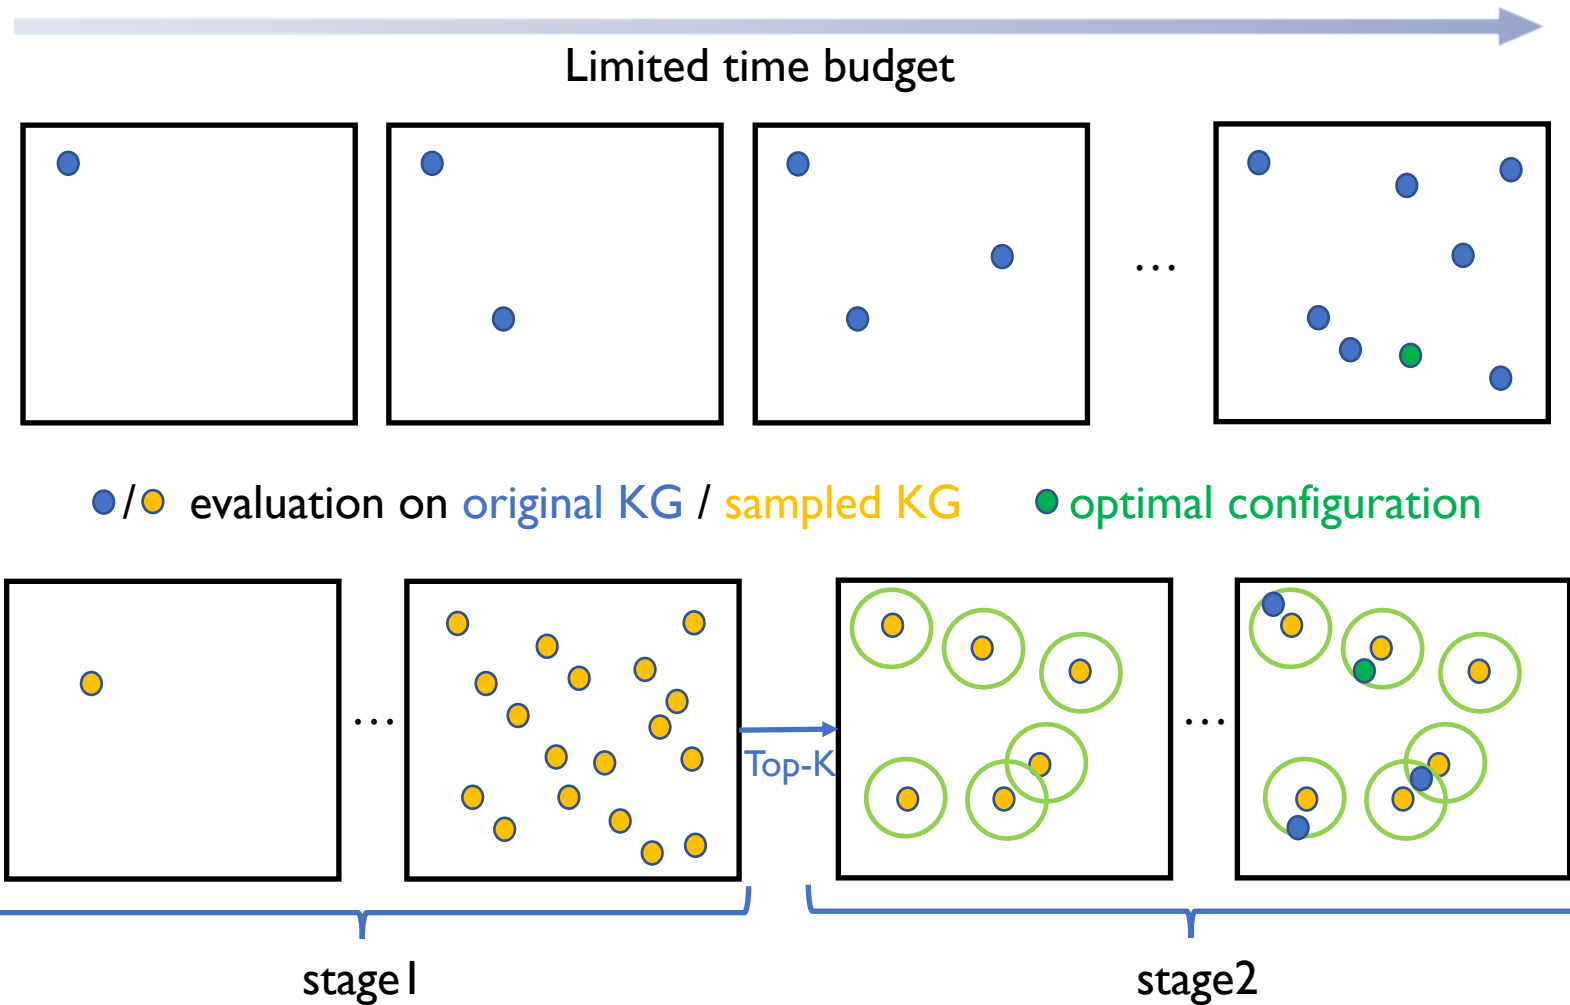 Limited time budget
...
/ evaluation on original KG / sampled KG optimal configuration
... Top-K ...
stage1 stage2